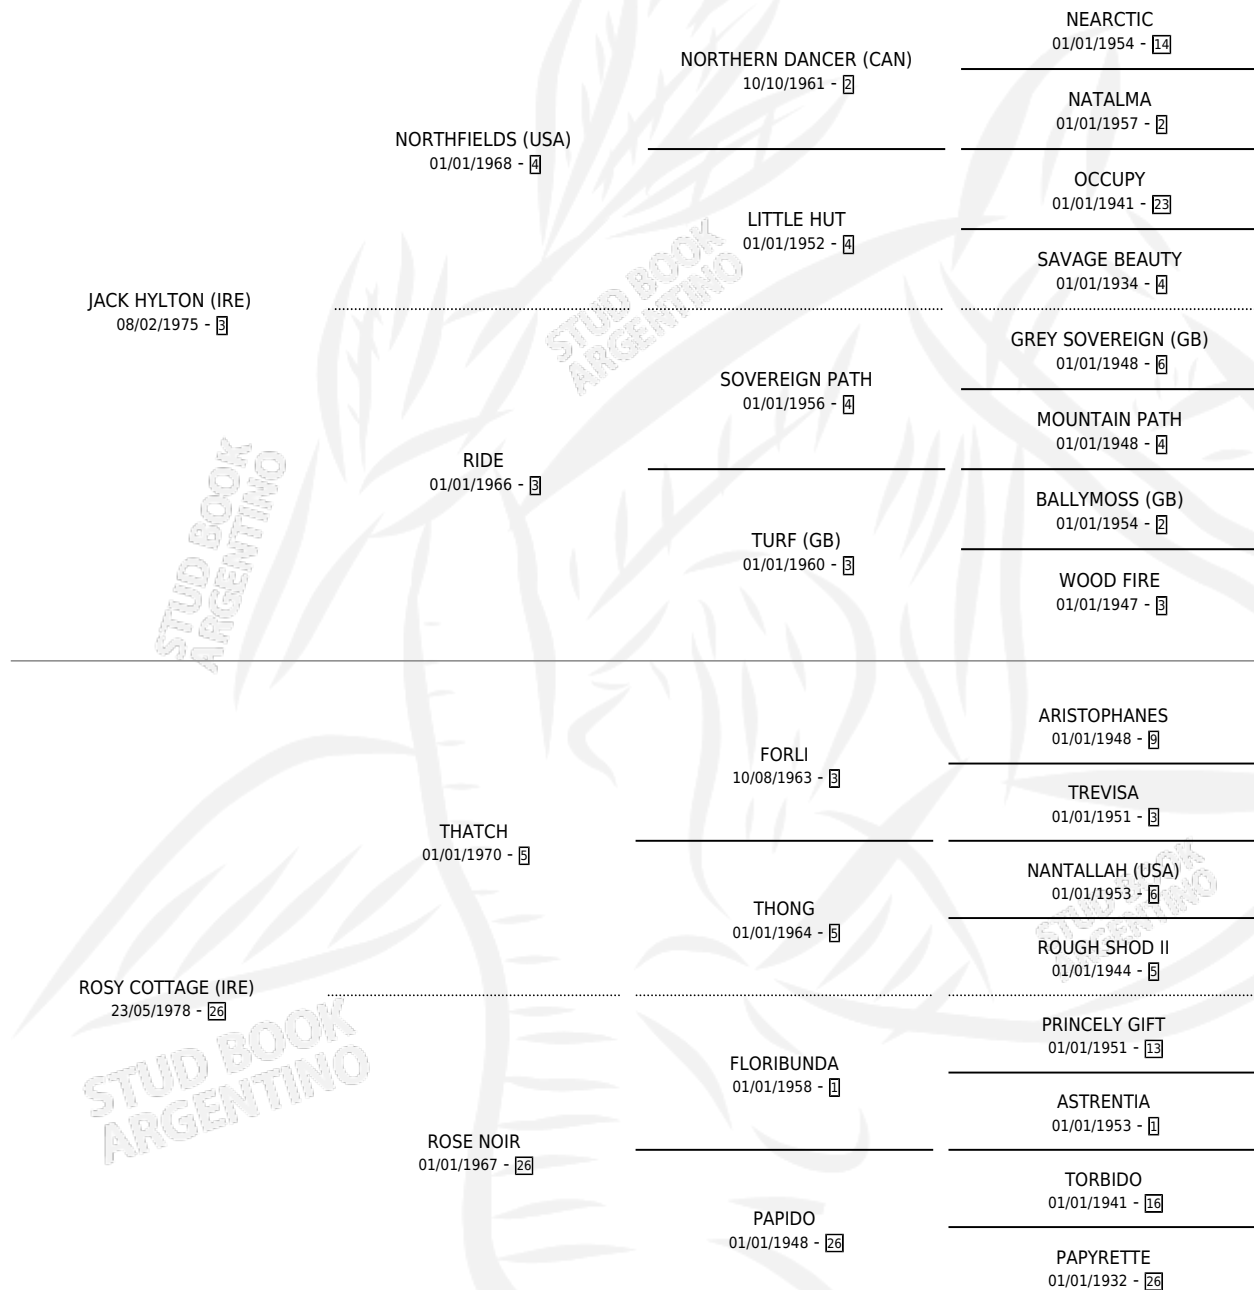 NEARCTIC
01/01/1954 - 14
NORTHERN DANCER (CAN)
10/10/1961 - 2
NATALMA
01/01/1957 - 2
NORTHFIELDS (USA)
01/01/1968 - 4
OCCUPY
01/01/1941 - 23
LITTLE HUT
01/01/1952 - 4
SAVAGE BEAUTY
01/01/1934 - 4
JACK HYLTON (IRE)
08/02/1975 - 3
STUD BOOK
ARGENTINO
GREY SOVEREIGN (GB)
01/01/1948 - 6
SOVEREIGN PATH
01/01/1956 - 4
MOUNTAIN PATH
01/01/1948 - 4
RIDE
01/01/1966 - 3
BALLYMOSS (GB)
01/01/1954 - 2
TURF (GB)
01/01/1960 - 3
WOOD FIRE
01/01/1947 - 3
STUD BOOK
ARGENTINO
ARISTOPHANES
01/01/1948 - 9
FORLI
10/08/1963 - 3
TREVISA
01/01/1951 - 3
THATCH
01/01/1970 - 5
NANTALLAH (USA)
01/01/1953 - 6
THONG
01/01/1964 - 5
STUD BOOK
ARGENTINO
ROUGH SHOD II
01/01/1944 - 5
ROSY COTTAGE (IRE)
23/05/1978 - 26
STUD BOOK
ARGENTINO
PRINCELY GIFT
01/01/1951 - 13
FLORIBUNDA
01/01/1958 - 1
ASTRENTIA
01/01/1953 - 1
ROSE NOIR
01/01/1967 - 26
TORBIDO
01/01/1941 - 16
PAPIDO
01/01/1948 - 26
PAPYRETTE
01/01/1932 - 26